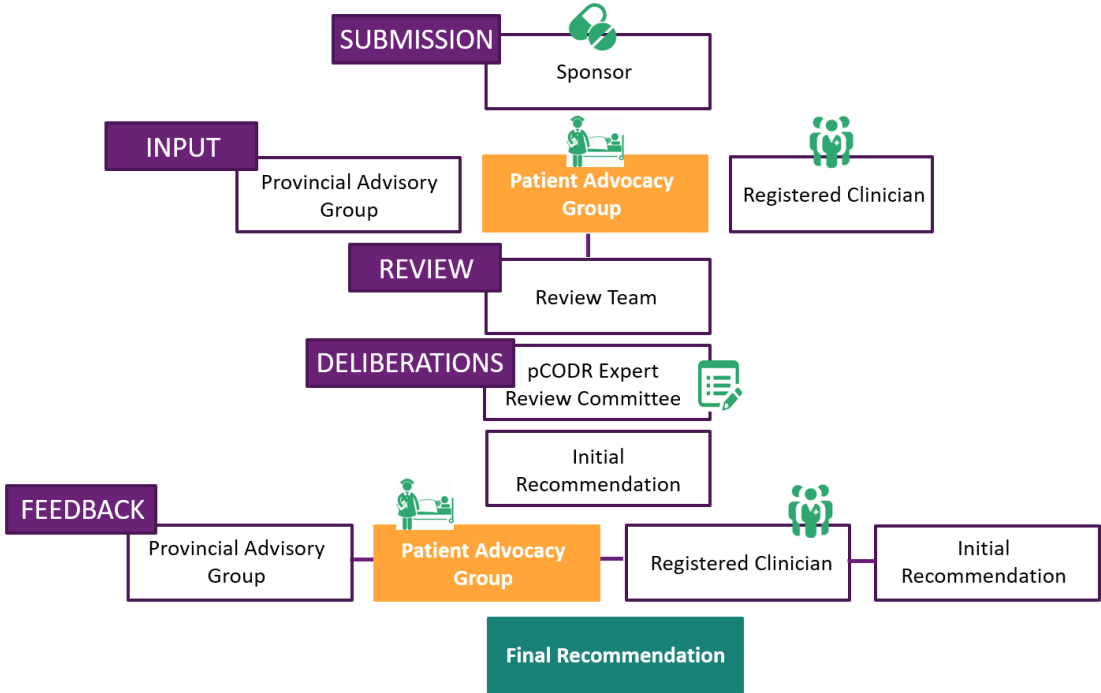 SUBMISSION
Sponsor
INPUT
Provincial Advisory
Group
Patient Advocacy
Group
Registered Clinician
REVIEW
Review Team
DELIBERATIONS
pCODR Expert
Review Committee
Initial
Recommendation
FEEDBACK
Provincial Advisory
Group
Patient Advocacy
Group
Registered Clinician
Initial
Recommendation
Final Recommendation